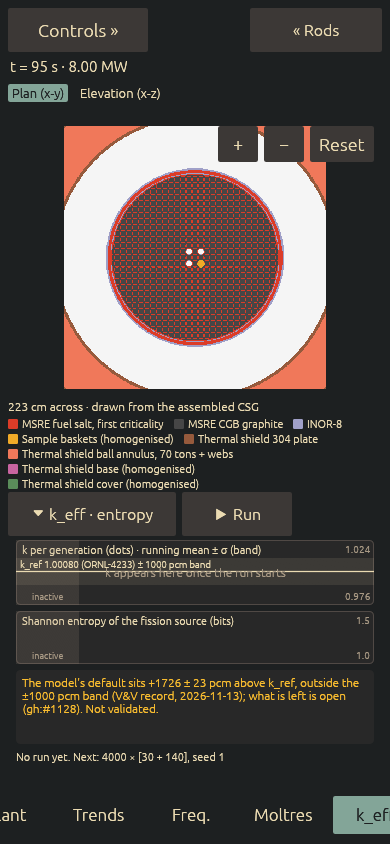 Controls »
« Rods
t = 95 s · 8.00 MW
Plan (x-y) Elevation (x-z)
+ − Reset
223 cm across · drawn from the assembled CSG
MSRE fuel salt, first criticality MSRE CGB graphite INOR-8
Sample baskets (homogenised) Thermal shield 304 plate
Thermal shield ball annulus, 70 tons + webs
Thermal shield base (homogenised)
Thermal shield cover (homogenised)
k_eff · entropy
Run
k per generation (dots) · running mean ± σ (band) 1.024
k_ref 1.00080 (ORNL-4233) ± 1000 pcm band
k appears here once the run starts
inactive 0.976
Shannon entropy of the fission source (bits) 1.5
inactive 1.0
The model's default sits +1726 ± 23 pcm above k_ref, outside the
±1000 pcm band (V&V record, 2026-11-13); what is left is open
(gh:#1128). Not validated.
No run yet. Next: 4000 × [30 + 140], seed 1
ant Trends Freq. Moltres k_ef